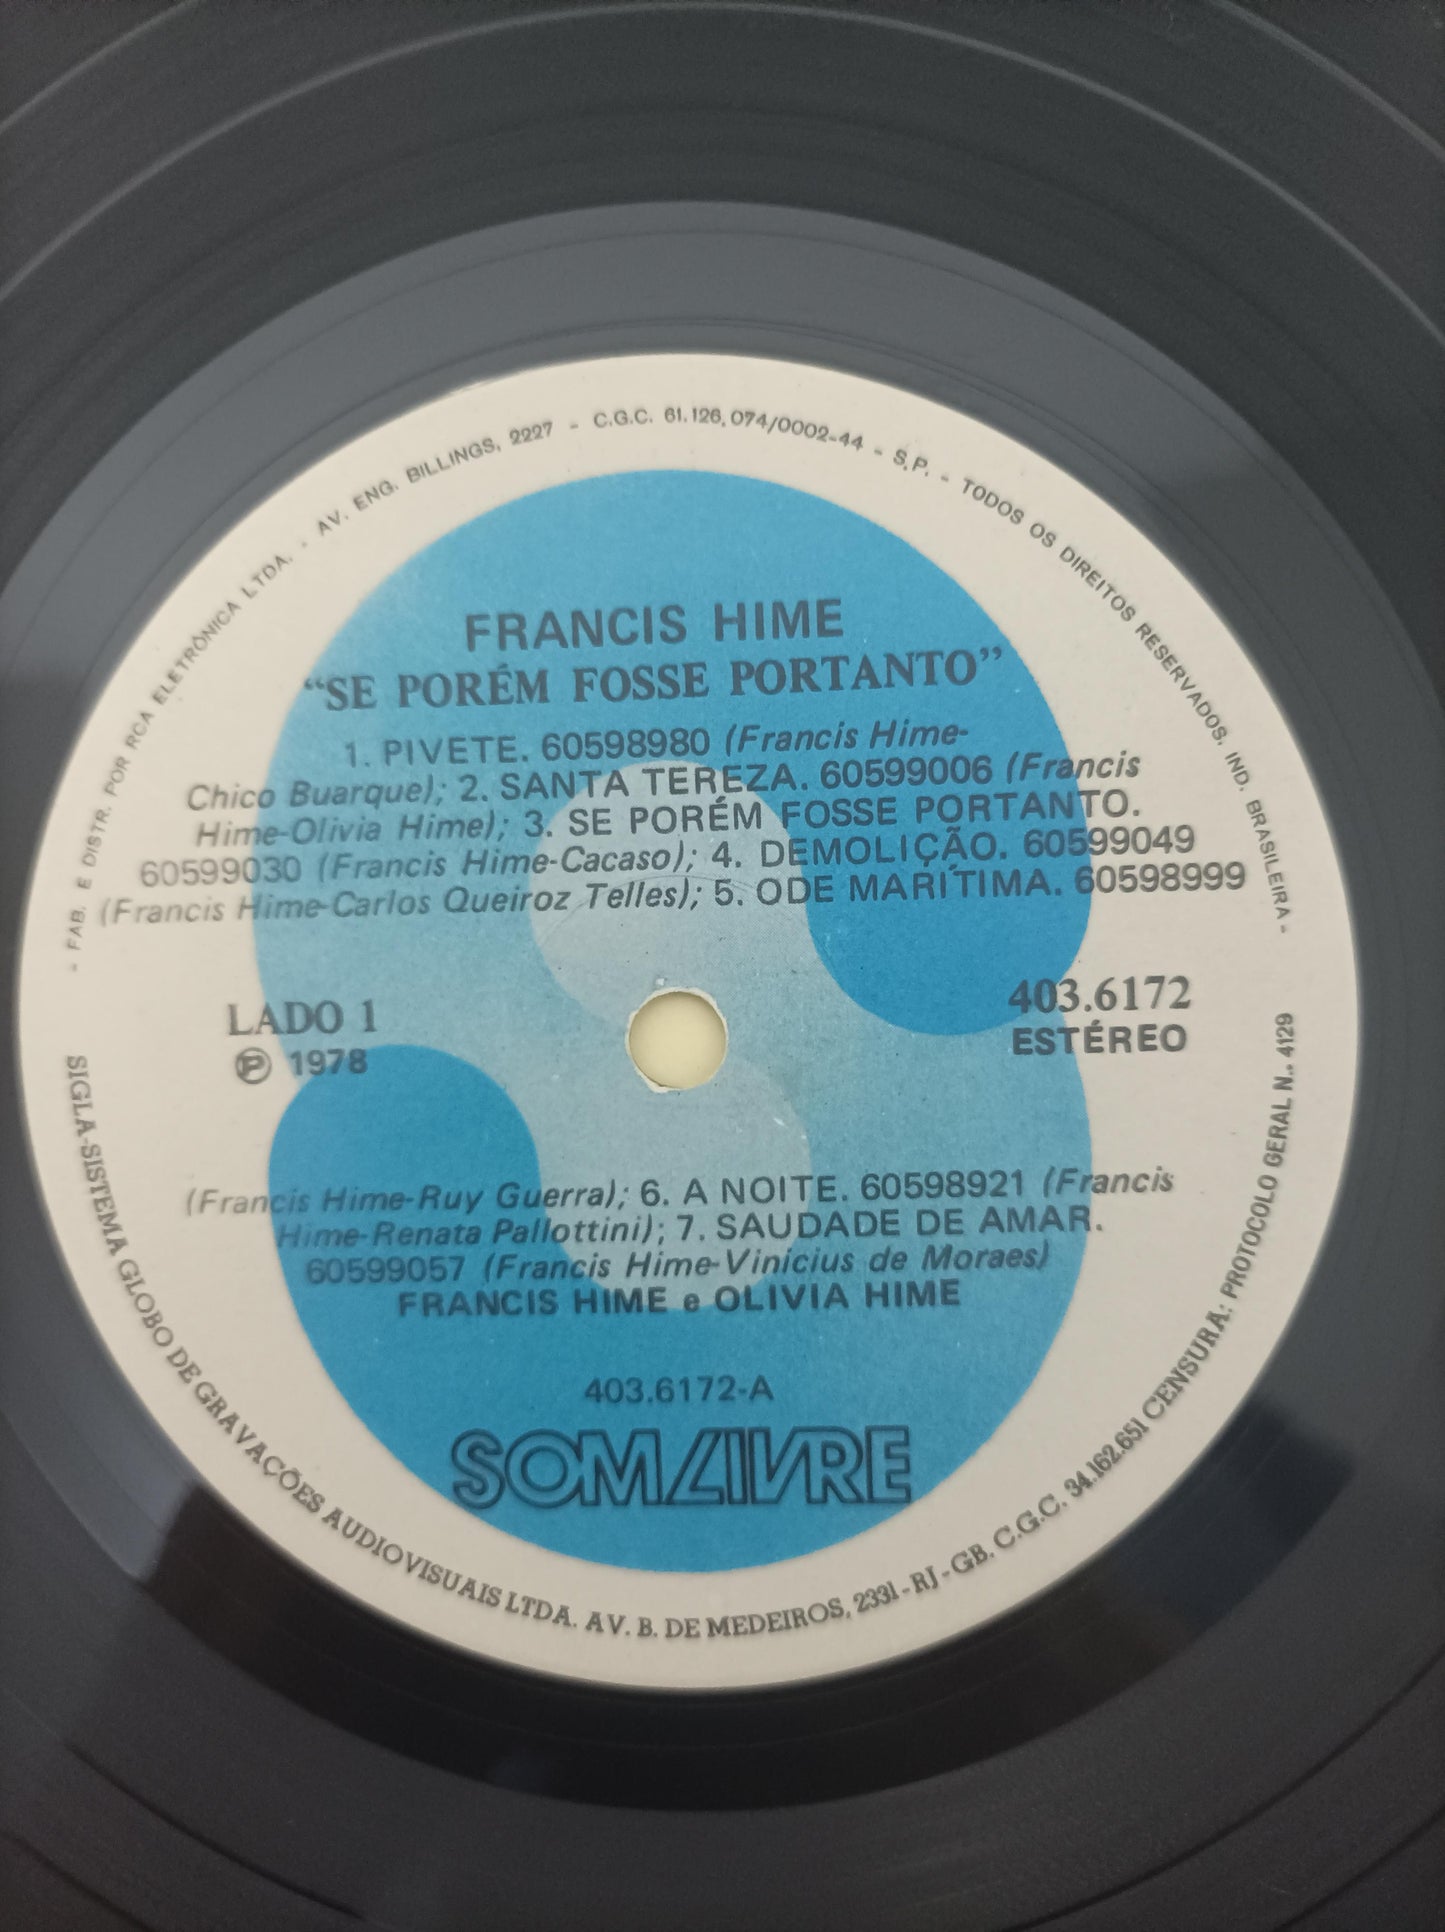 FRANCIS HIME
“SE PORÉM FOSSE PORTANTO”
1. PIVETE. 60598980 (Francis Hime-
Chico Buarque); 2. SANTA TEREZA. 60599006 (Francis
Hime-Olivia Hime); 3. SE PORÉM FOSSE PORTANTO.
60599030 (Francis Hime-Cacaso); 4. DEMOLIÇÃO. 60599049
(Francis Hime-Carlos Queiroz Telles); 5. ODE MARÍTIMA. 60598999
LADO 1
Ⓟ 1978
403.6172
ESTÉREO
(Francis Hime-Ruy Guerra); 6. A NOITE. 60598921 (Francis
Hime-Renata Pallottini); 7. SAUDADE DE AMAR.
60599057 (Francis Hime-Vinicius de Moraes)
FRANCIS HIME e OLIVIA HIME
403.6172-A
SOMLIVRE
- FAB. E DISTR. POR RCA ELETRÔNICA LTDA. - AV. ENG. BILLINGS, 2227 - C.G.C. 61.126.074/0002-44 - S.P. - TODOS OS DIREITOS RESERVADOS. IND. BRASILEIRA -
SIGLA-SISTEMA GLOBO DE GRAVAÇÕES AUDIOVISUAIS LTDA. AV. B. DE MEDEIROS, 2331 - RJ - GB. C.G.C. 34.162.651 CENSURA: PROTOCOLO GERAL N.. 4129